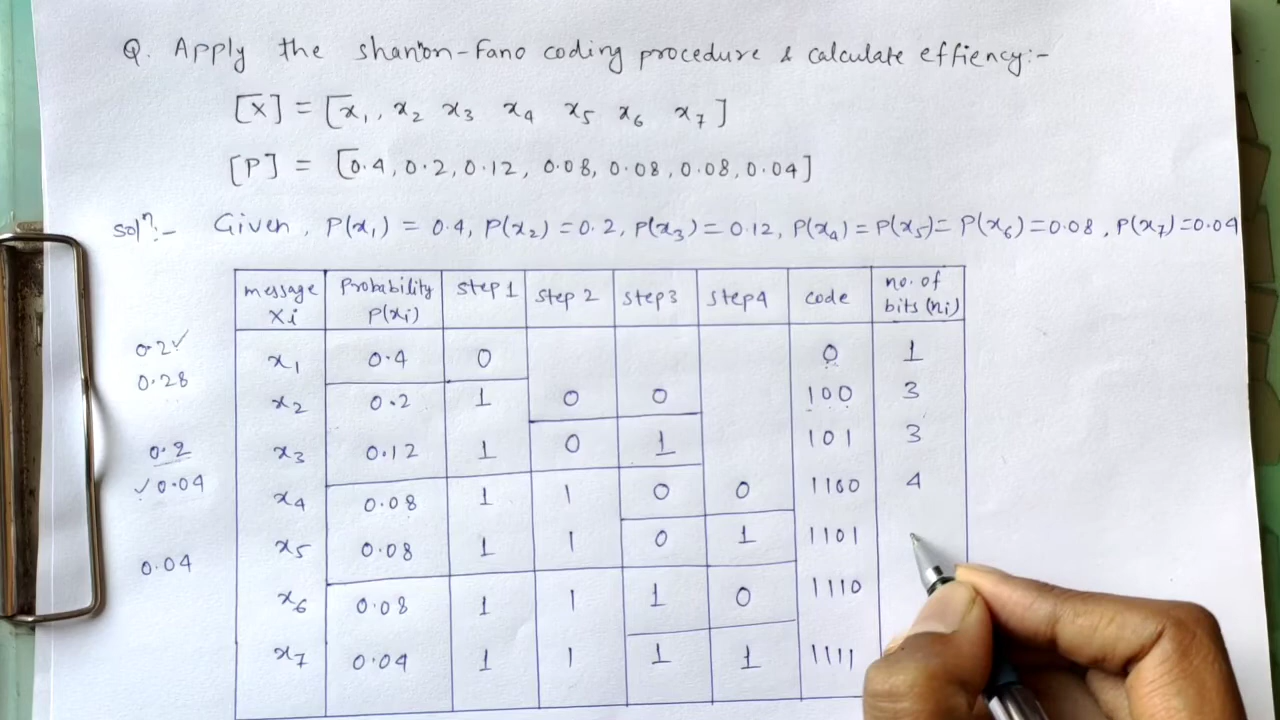 Q. Apply the shanon-Fano coding procedure & calculate effiency:-
[X] = [x₁, x₂ x₃ x₄ x₅ x₆ x₇]
[P] = [0.4, 0.2, 0.12, 0.08, 0.08, 0.08, 0.04]
solⁿ:- Given, P(x₁) = 0.4, P(x₂) = 0.2, P(x₃) = 0.12, P(x₄) = P(x₅) = P(x₆) = 0.08, P(x₇) = 0.04
message Xi Probability P(xi) step 1 step 2 step3 step4 code no. of bits (ni)
0.2✓
x₁ 0.4 0 0 1
0.28
x₂ 0.2 1 0 0 100 3
0.2
x₃ 0.12 1 0 1 101 3
✓0.04
x₄ 0.08 1 1 0 0 1100 4
x₅ 0.08 1 1 0 1 1101
0.04
x₆ 0.08 1 1 1 0 1110
x₇ 0.04 1 1 1 1 1111